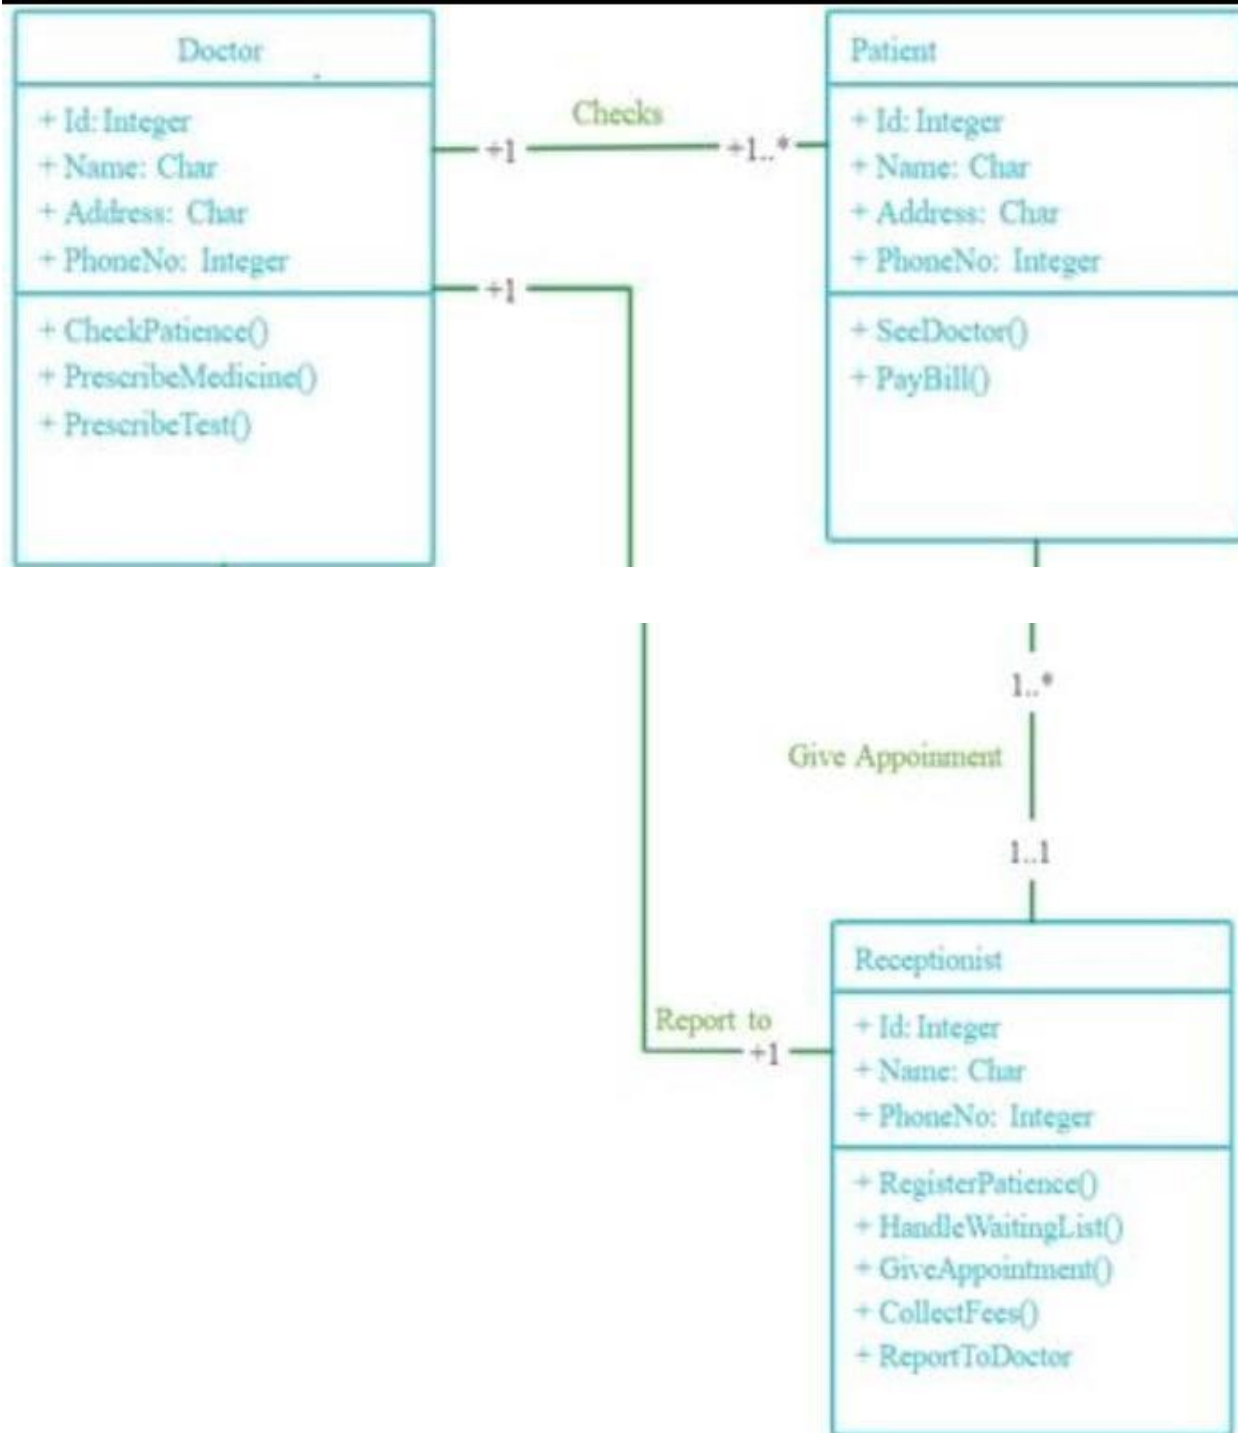 Doctor
+ Id: Integer
+ Name: Char
+ Address: Char
+ PhoneNo: Integer
+ CheckPatience()
+ PrescribeMedicine()
+ PrescribeTest()
Checks
+1
+1..*
+1
Patient
+ Id: Integer
+ Name: Char
+ Address: Char
+ PhoneNo: Integer
+ SeeDoctor()
+ PayBill()
1..*
Give Appoinment
1..1
Report to
+1
Receptionist
+ Id: Integer
+ Name: Char
+ PhoneNo: Integer
+ RegisterPatience()
+ HandleWaitingList()
+ GiveAppointment()
+ CollectFees()
+ ReportToDoctor